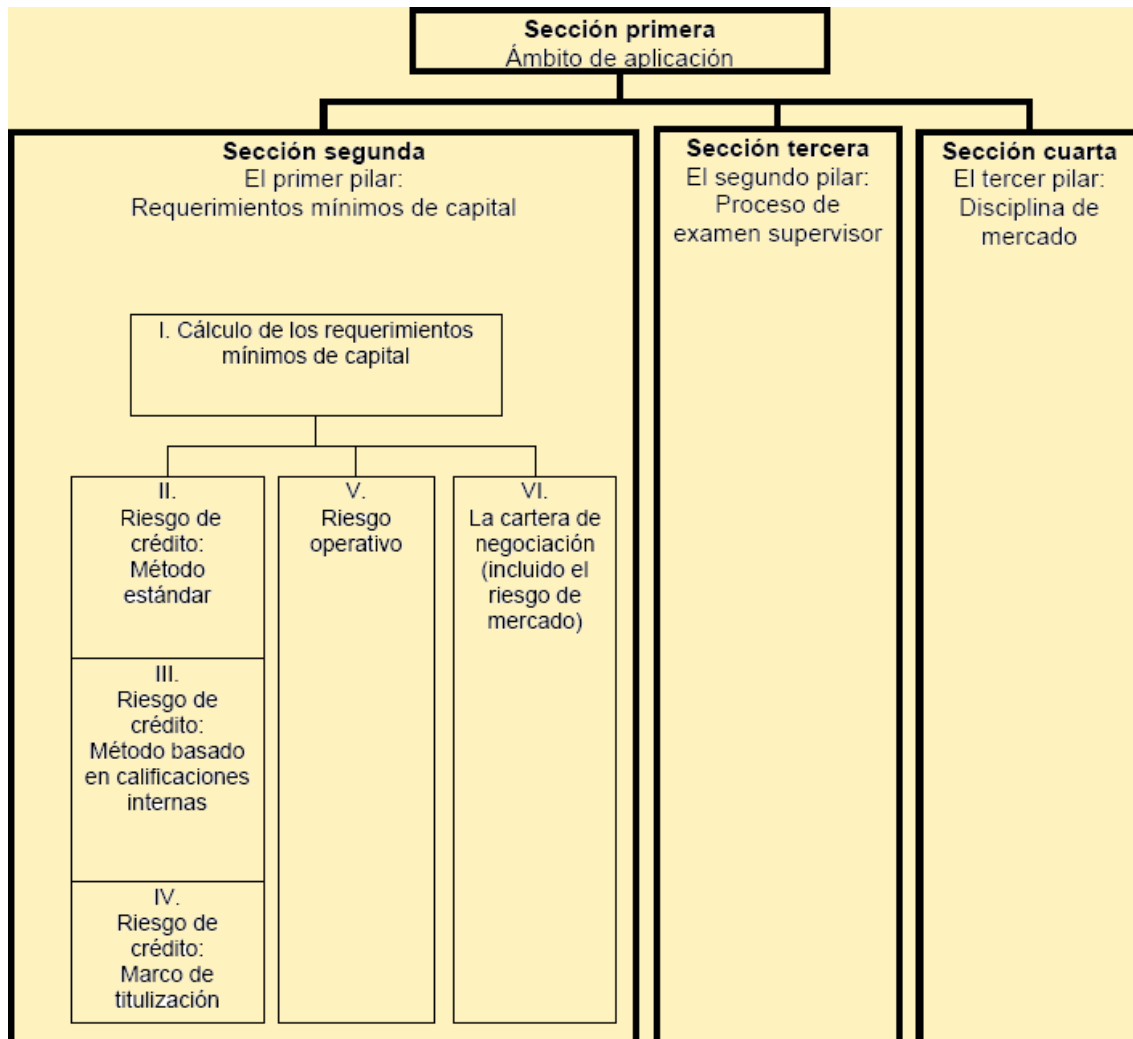 Sección primera
Ámbito de aplicación
Sección segunda
El primer pilar:
Requerimientos mínimos de capital
Sección tercera
El segundo pilar:
Proceso de
examen supervisor
Sección cuarta
El tercer pilar:
Disciplina de
mercado
I. Cálculo de los requerimientos
mínimos de capital
II.
Riesgo de
crédito:
Método
estándar
III.
Riesgo de
crédito:
Método basado
en calificaciones
internas
IV.
Riesgo de
crédito:
Marco de
titulización
V.
Riesgo
operativo
VI.
La cartera de
negociación
(incluido el
riesgo de
mercado)